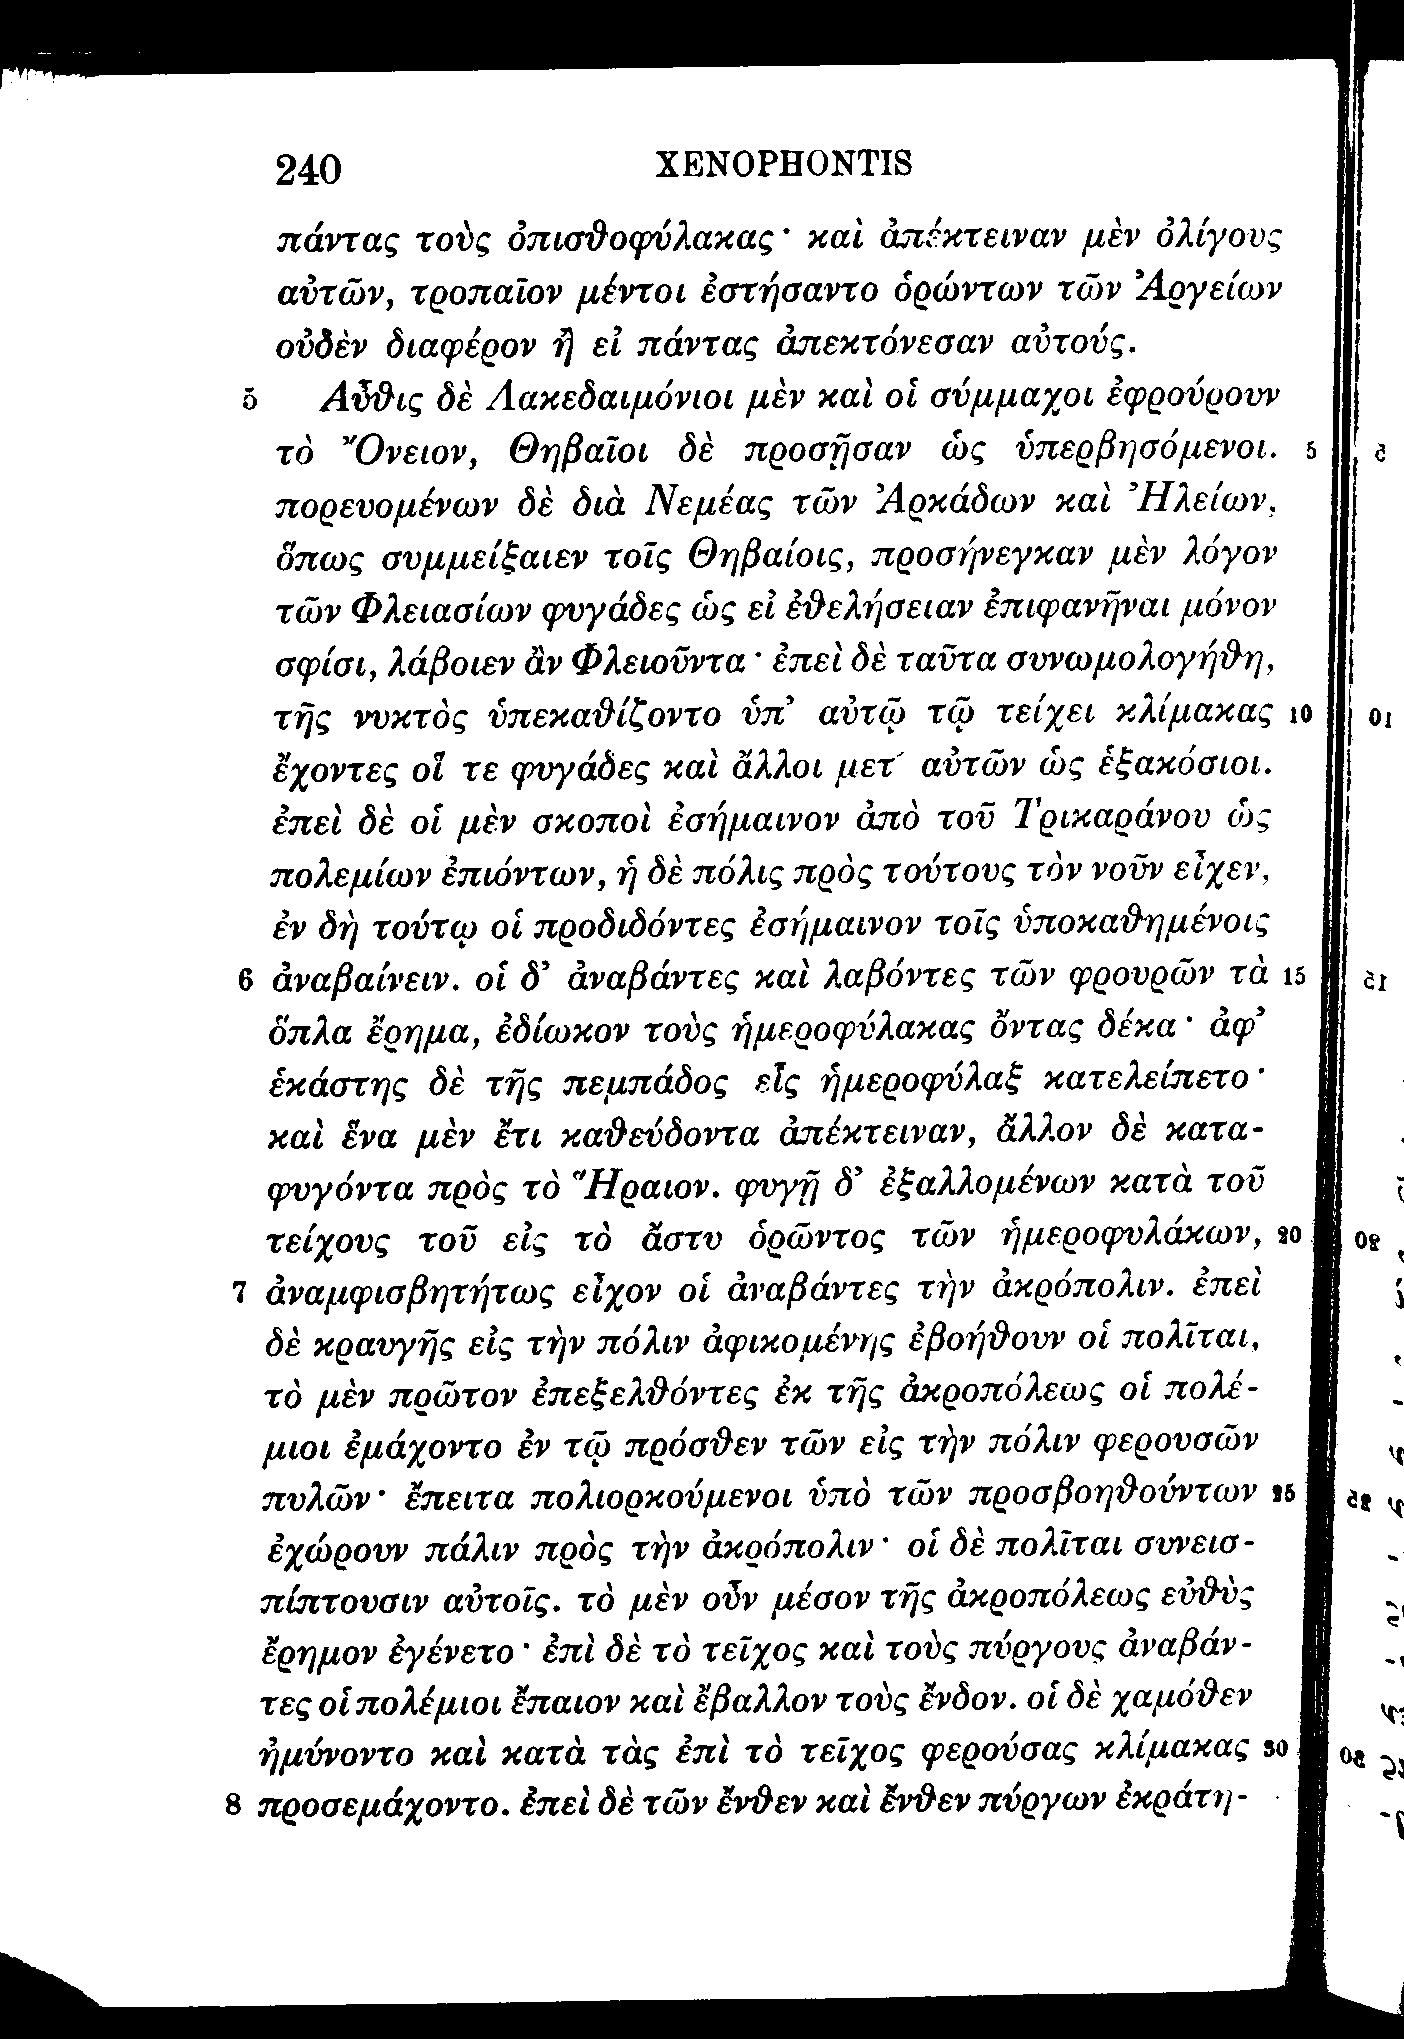 240 XENOPHONTIS
πάντας τοὺς ὀπισθοφύλακας· καὶ ἀπέκτειναν μὲν ὀλίγους
αὐτῶν, τροπαῖον μέντοι ἐστήσαντο ὁρώντων τῶν Ἀργείων
οὐδὲν διαφέρον ἢ εἰ πάντας ἀπεκτόνεσαν αὐτούς.
5 Αὖθις δὲ Λακεδαιμόνιοι μὲν καὶ οἱ σύμμαχοι ἐφρούρουν
τὸ Ὄνειον, Θηβαῖοι δὲ προσῇσαν ὡς ὑπερβησόμενοι. 5
πορευομένων δὲ διὰ Νεμέας τῶν Ἀρκάδων καὶ Ἠλείων,
ὅπως συμμείξαιεν τοῖς Θηβαίοις, προσήνεγκαν μὲν λόγον
τῶν Φλειασίων φυγάδες ὡς εἰ ἐθελήσειαν ἐπιφανῆναι μόνον
σφίσι, λάβοιεν ἂν Φλειοῦντα· ἐπεὶ δὲ ταῦτα συνωμολογήθη,
τῆς νυκτὸς ὑπεκαθίζοντο ὑπ’ αὐτῷ τῷ τείχει κλίμακας 10
ἔχοντες οἵ τε φυγάδες καὶ ἄλλοι μετ’ αὐτῶν ὡς ἑξακόσιοι.
ἐπεὶ δὲ οἱ μὲν σκοποὶ ἐσήμαινον ἀπὸ τοῦ Τρικαράνου ὡς
πολεμίων ἐπιόντων, ἡ δὲ πόλις πρὸς τούτους τὸν νοῦν εἶχεν,
ἐν δὴ τούτῳ οἱ προδιδόντες ἐσήμαινον τοῖς ὑποκαθημένοις
6 ἀναβαίνειν. οἱ δ’ ἀναβάντες καὶ λαβόντες τῶν φρουρῶν τὰ 15
ὅπλα ἔρημα, ἐδίωκον τοὺς ἡμεροφύλακας ὄντας δέκα· ἀφ’
ἑκάστης δὲ τῆς πεμπάδος εἷς ἡμεροφύλαξ κατελείπετο·
καὶ ἕνα μὲν ἔτι καθεύδοντα ἀπέκτειναν, ἄλλον δὲ κατα-
φυγόντα πρὸς τὸ Ἥραιον. φυγῇ δ’ ἐξαλλομένων κατὰ τοῦ
τείχους τοῦ εἰς τὸ ἄστυ ὁρῶντος τῶν ἡμεροφυλάκων, 20
7 ἀναμφισβητήτως εἶχον οἱ ἀναβάντες τὴν ἀκρόπολιν. ἐπεὶ
δὲ κραυγῆς εἰς τὴν πόλιν ἀφικομένης ἐβοήθουν οἱ πολῖται,
τὸ μὲν πρῶτον ἐπεξελθόντες ἐκ τῆς ἀκροπόλεως οἱ πολέ-
μιοι ἐμάχοντο ἐν τῷ πρόσθεν τῶν εἰς τὴν πόλιν φερουσῶν
πυλῶν· ἔπειτα πολιορκούμενοι ὑπὸ τῶν προσβοηθούντων 25
ἐχώρουν πάλιν πρὸς τὴν ἀκρόπολιν· οἱ δὲ πολῖται συνεισ-
πίπτουσιν αὐτοῖς. τὸ μὲν οὖν μέσον τῆς ἀκροπόλεως εὐθὺς
ἔρημον ἐγένετο· ἐπὶ δὲ τὸ τεῖχος καὶ τοὺς πύργους ἀναβάν-
τες οἱ πολέμιοι ἔπαιον καὶ ἔβαλλον τοὺς ἔνδον. οἱ δὲ χαμόθεν
ἠμύνοντο καὶ κατὰ τὰς ἐπὶ τὸ τεῖχος φερούσας κλίμακας 30
8 προσεμάχοντο. ἐπεὶ δὲ τῶν ἔνθεν καὶ ἔνθεν πύργων ἐκράτη-